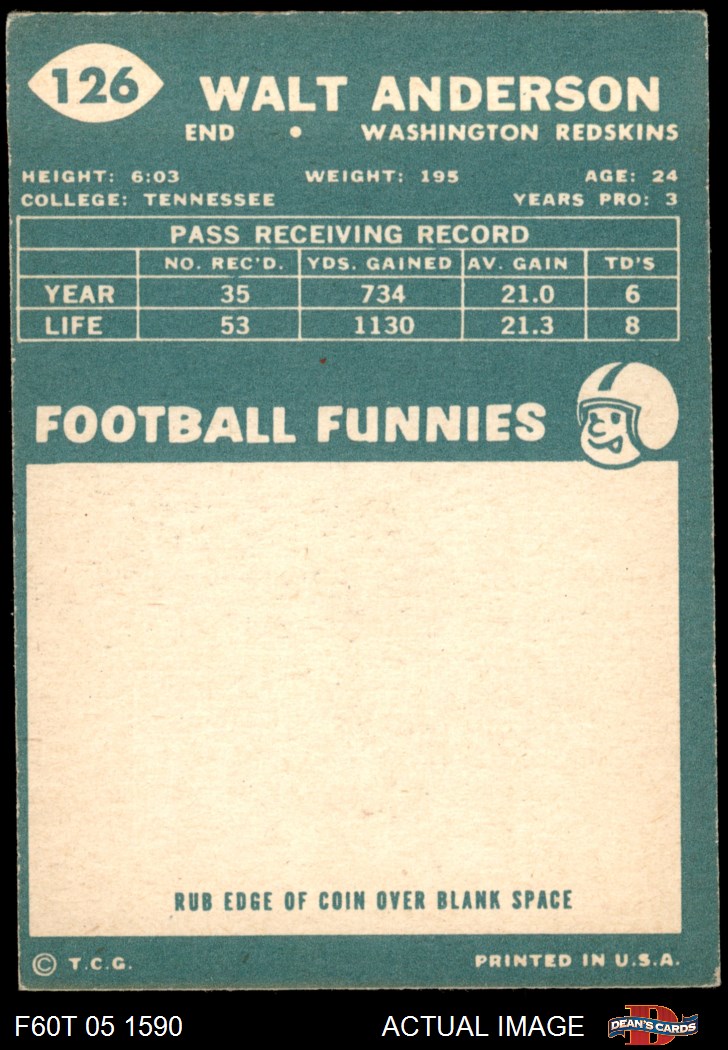 126
WALT ANDERSON
END • WASHINGTON REDSKINS
HEIGHT: 6:03 WEIGHT: 195 AGE: 24
COLLEGE: TENNESSEE YEARS PRO: 3
PASS RECEIVING RECORD
NO. REC'D. YDS. GAINED AV. GAIN TD'S
YEAR 35 734 21.0 6
LIFE 53 1130 21.3 8
FOOTBALL FUNNIES
RUB EDGE OF COIN OVER BLANK SPACE
© T.C.G. PRINTED IN U.S.A.
F60T 05 1590 ACTUAL IMAGE D DEAN'S CARDS